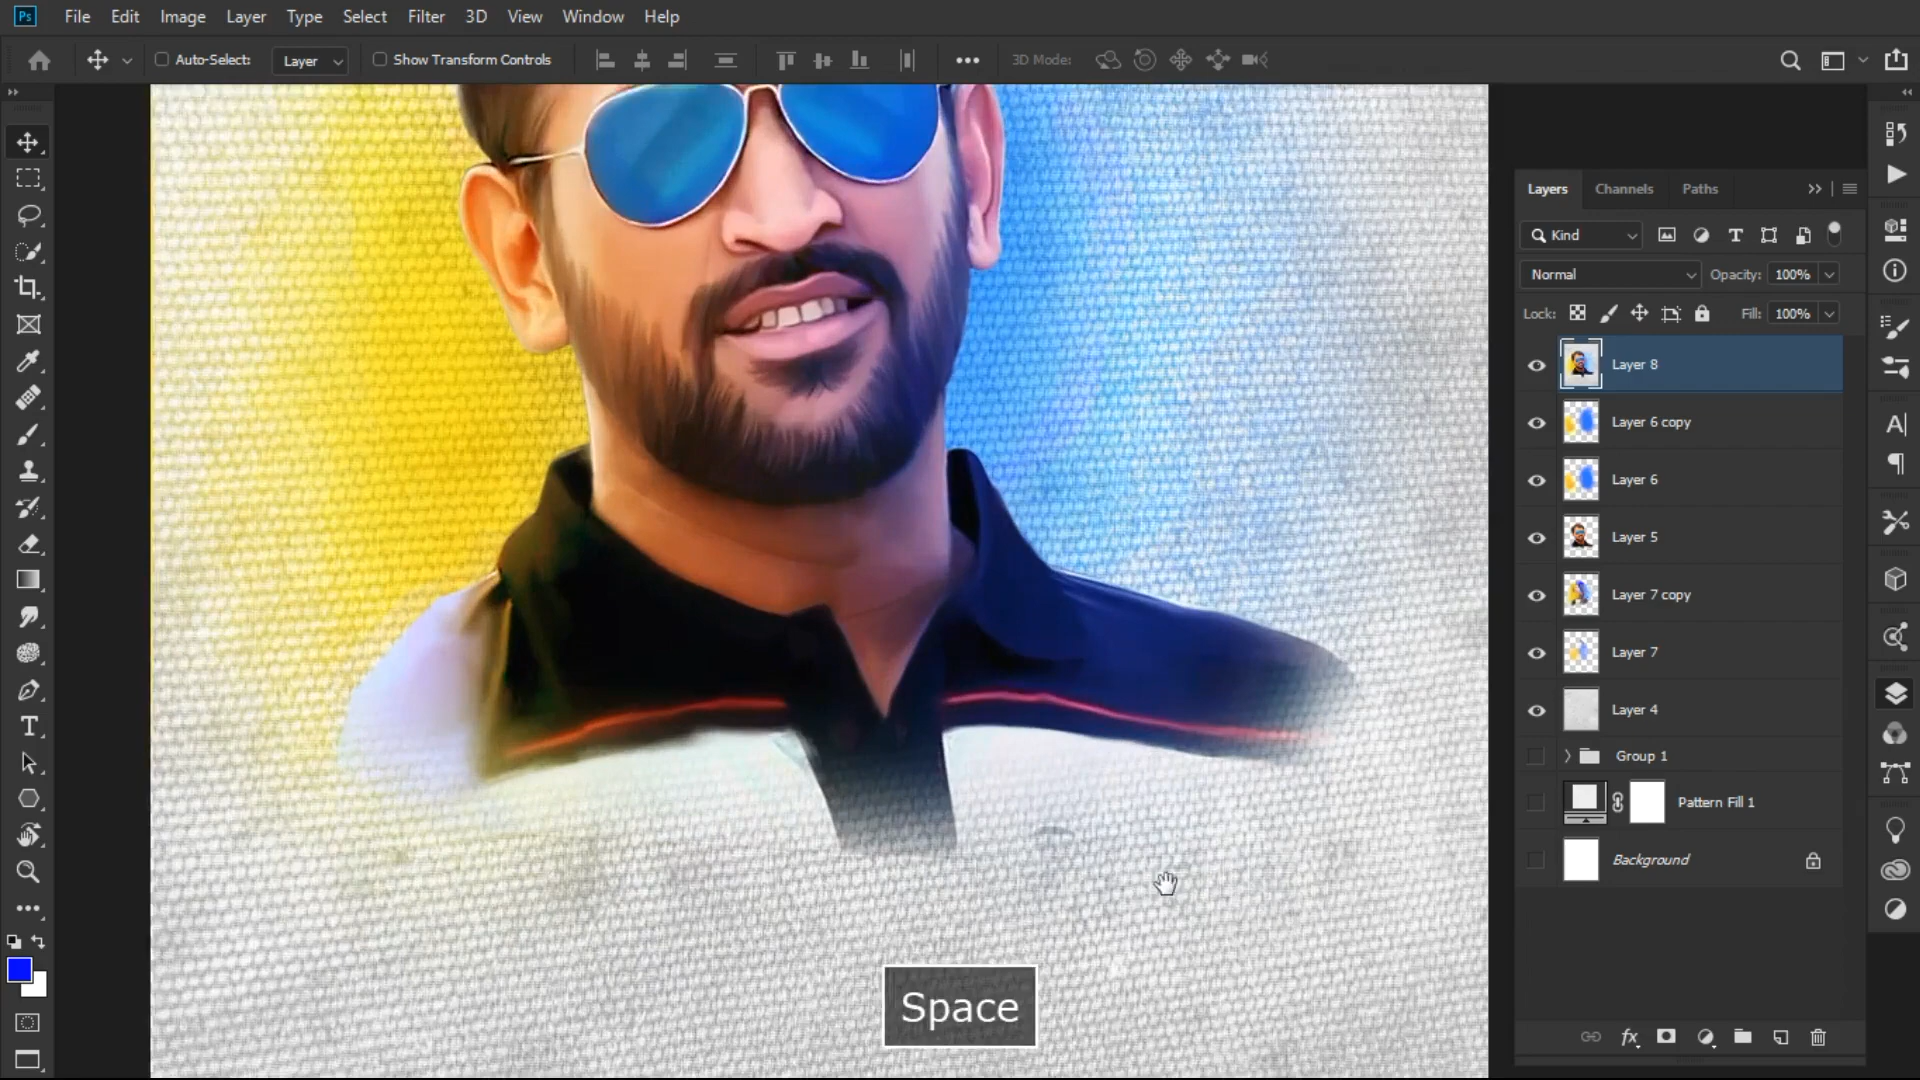 Ps File Edit Image Layer Type Select Filter 3D View Window Help
Auto-Select: Layer Show Transform Controls 3D Mode:
Layers Channels Paths
Kind
Normal Opacity: 100%
Lock: Fill: 100%
Layer 8
Layer 6 copy
Layer 6
Layer 5
Layer 7 copy
Layer 7
Layer 4
Group 1
Pattern Fill 1
Background
Space